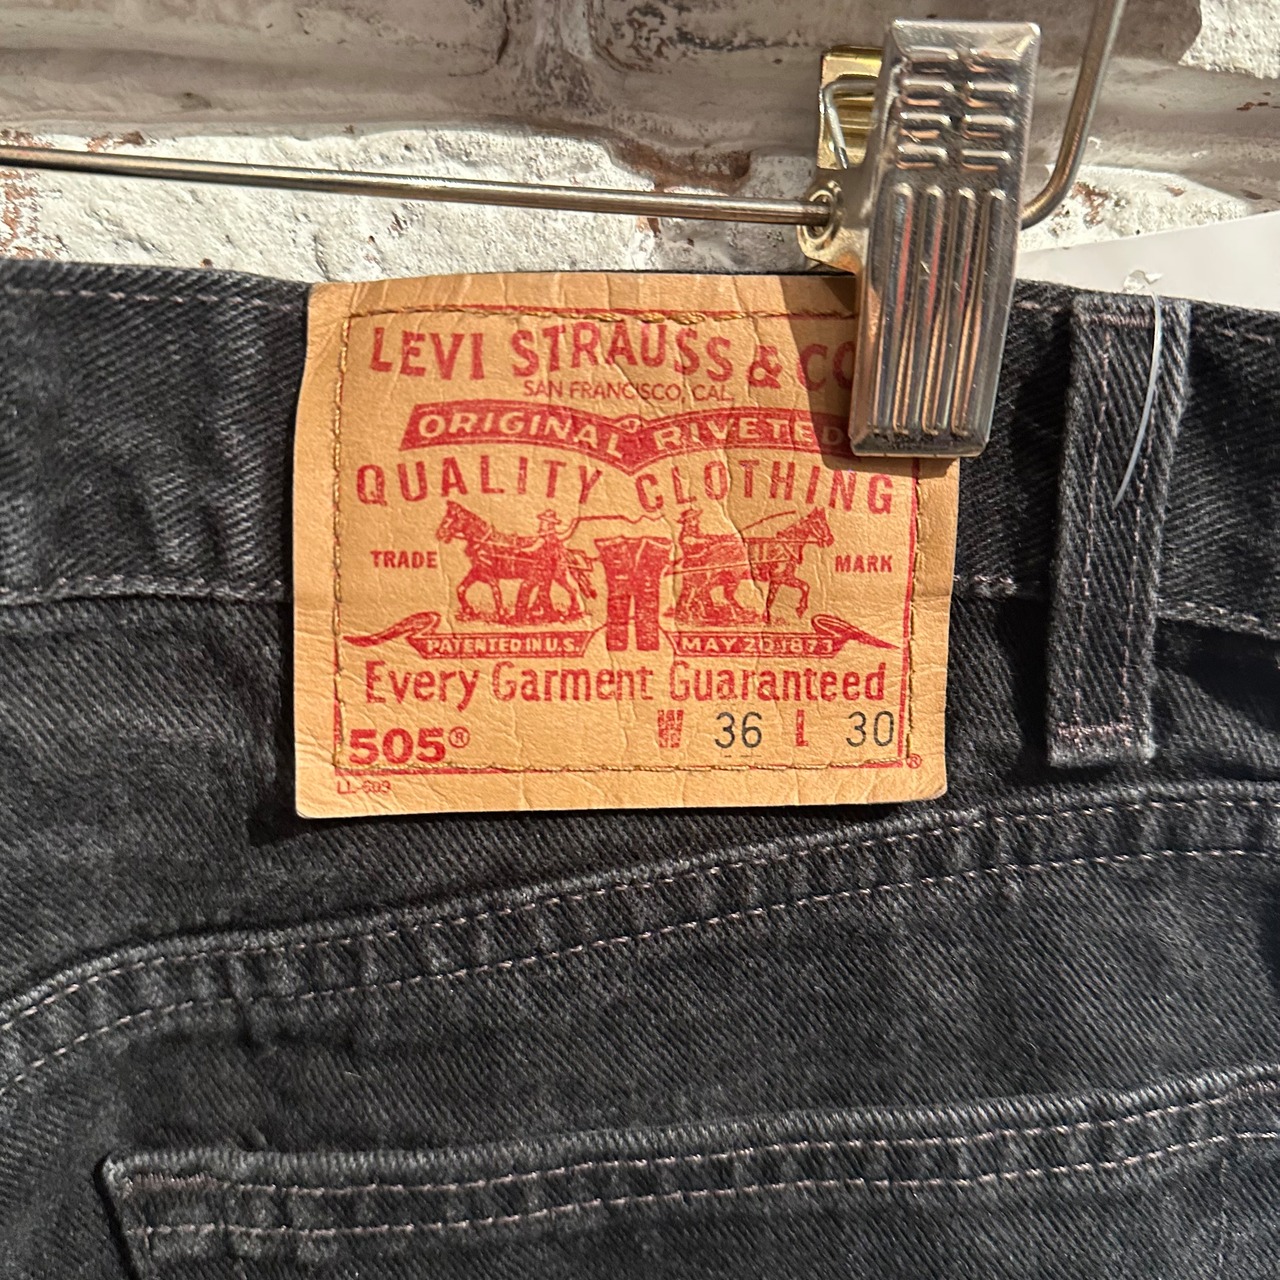 LEVI STRAUSS & CO
SAN FRANCISCO, CAL.
ORIGINAL RIVETED
QUALITY CLOTHING
TRADE MARK
PATENTED IN U.S. MAY 20 1873
Every Garment Guaranteed
505® W 36 L 30
®